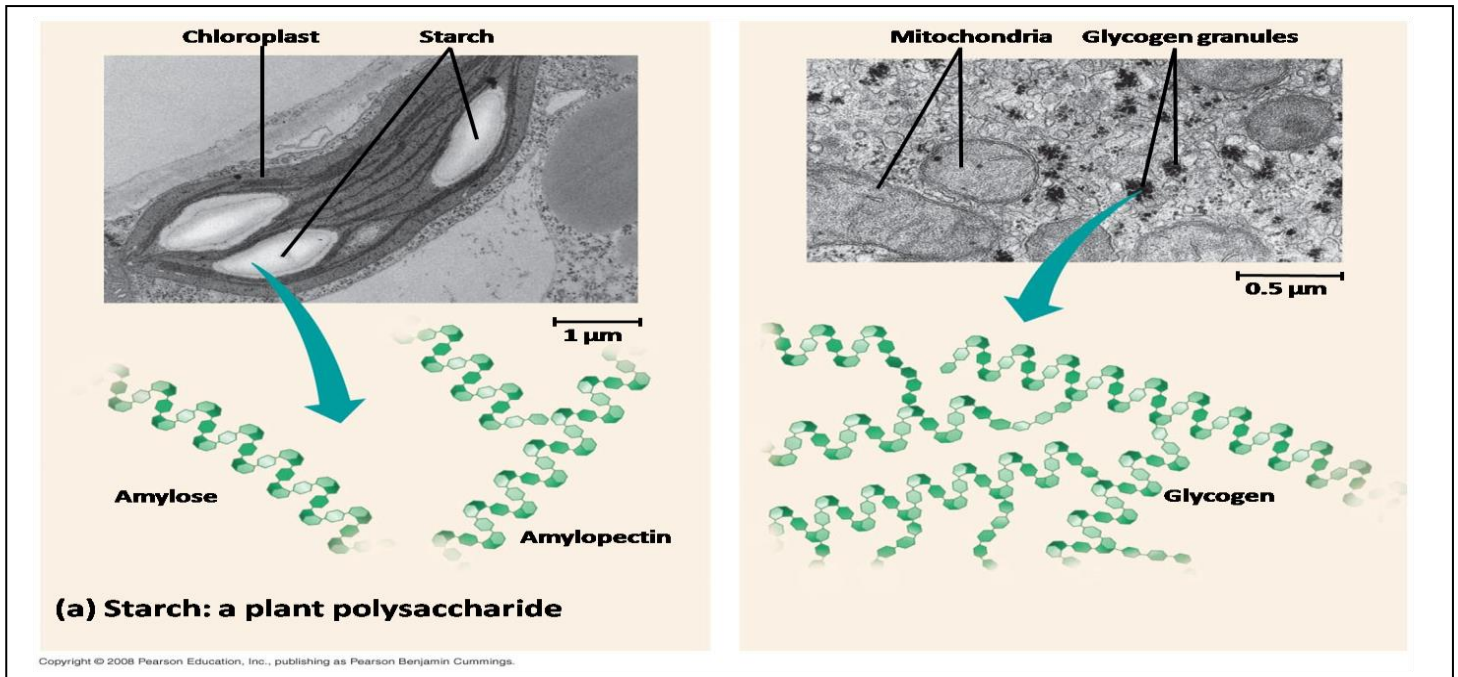 Chloroplast Starch
1 µm
Amylose
Amylopectin
(a) Starch: a plant polysaccharide
Mitochondria Glycogen granules
0.5 µm
Glycogen
Copyright © 2008 Pearson Education, Inc., publishing as Pearson Benjamin Cummings.